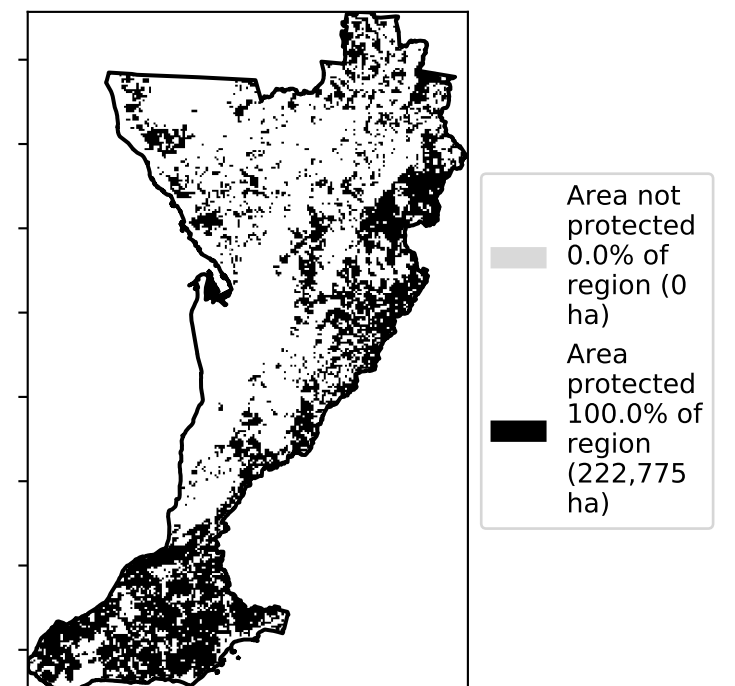 Area not
protected
0.0% of
region (0
ha)
Area
protected
100.0% of
region
(222,775
ha)